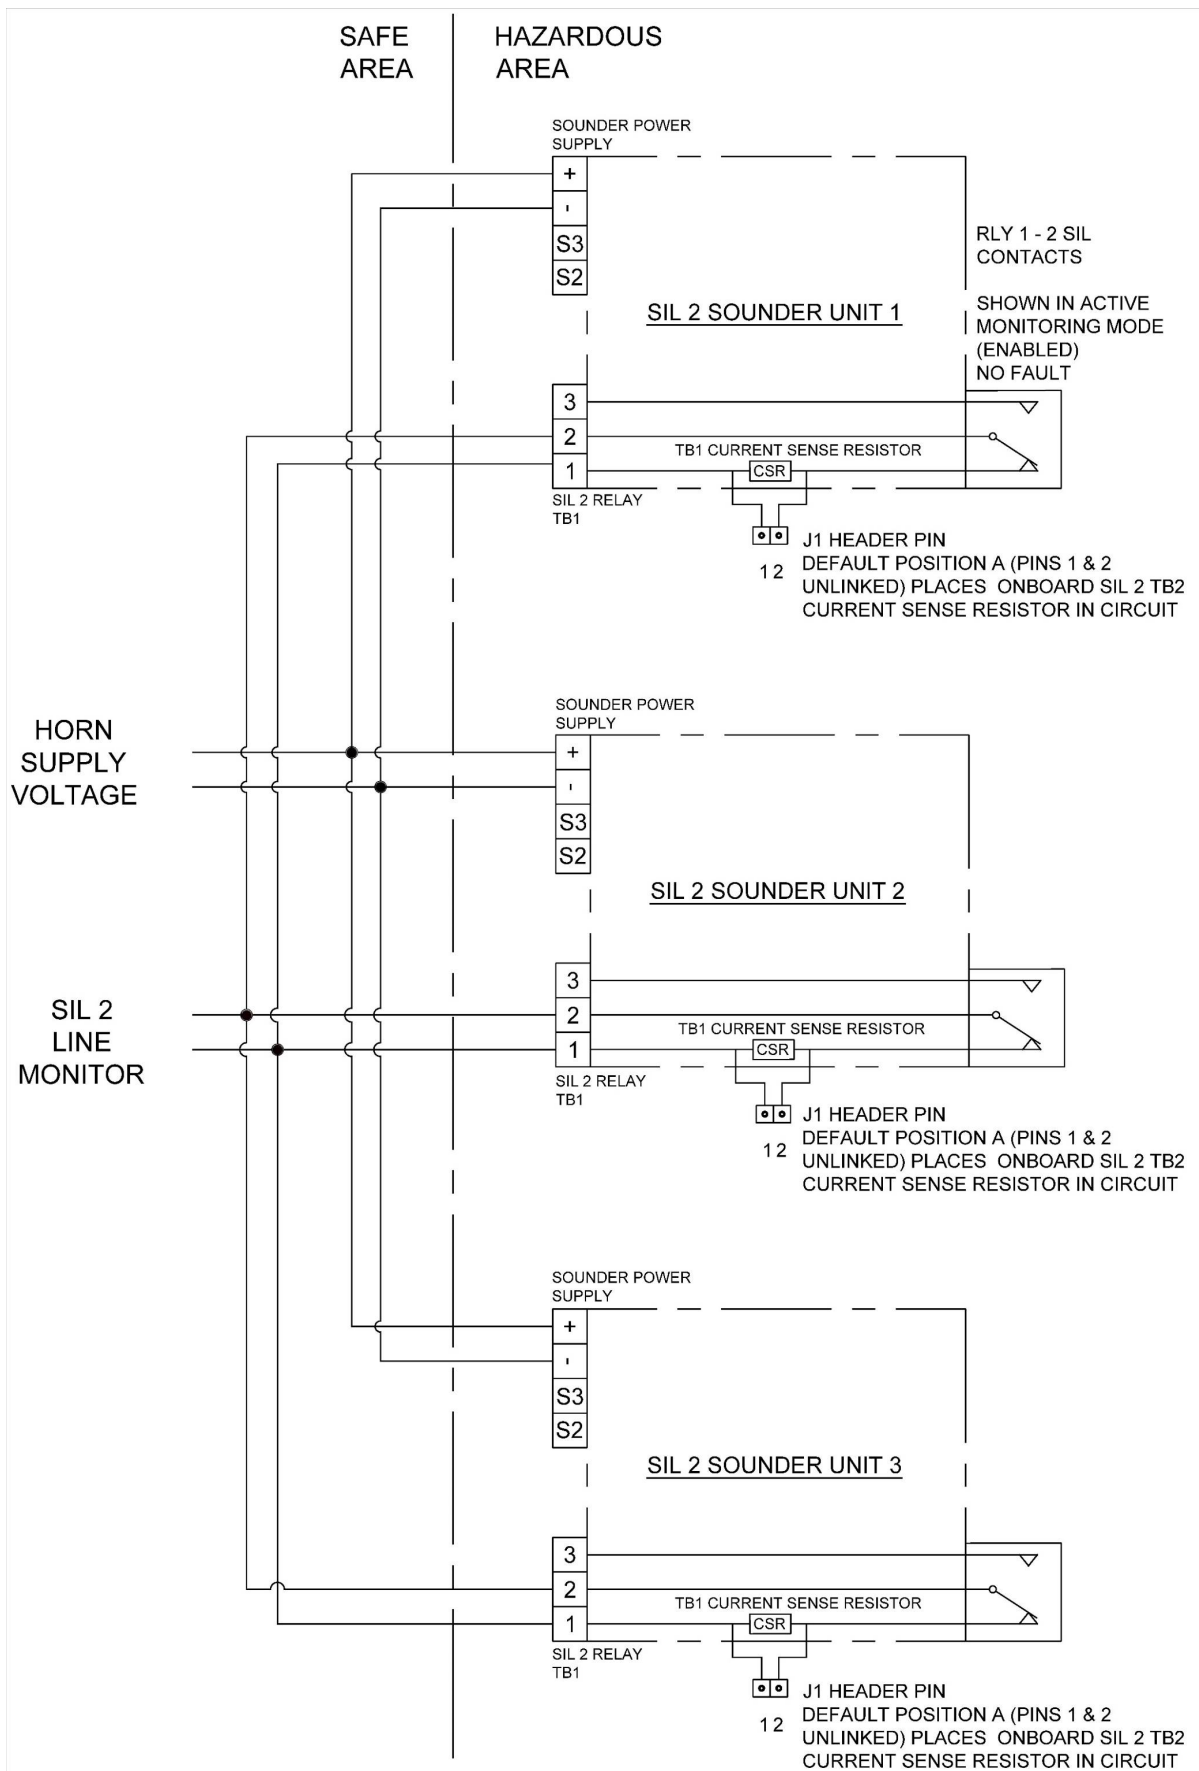 SAFE
AREA
HAZARDOUS
AREA
SOUNDER POWER
SUPPLY
+
-
S3
S2
SIL 2 SOUNDER UNIT 1
RLY 1 - 2 SIL
CONTACTS
SHOWN IN ACTIVE
MONITORING MODE
(ENABLED)
NO FAULT
3
2
1
TB1 CURRENT SENSE RESISTOR
CSR
SIL 2 RELAY
TB1
1 2
J1 HEADER PIN
DEFAULT POSITION A (PINS 1 & 2
UNLINKED) PLACES ONBOARD SIL 2 TB2
CURRENT SENSE RESISTOR IN CIRCUIT
HORN
SUPPLY
VOLTAGE
SOUNDER POWER
SUPPLY
+
-
S3
S2
SIL 2 SOUNDER UNIT 2
SIL 2
LINE
MONITOR
3
2
1
TB1 CURRENT SENSE RESISTOR
CSR
SIL 2 RELAY
TB1
1 2
J1 HEADER PIN
DEFAULT POSITION A (PINS 1 & 2
UNLINKED) PLACES ONBOARD SIL 2 TB2
CURRENT SENSE RESISTOR IN CIRCUIT
SOUNDER POWER
SUPPLY
+
-
S3
S2
SIL 2 SOUNDER UNIT 3
3
2
1
TB1 CURRENT SENSE RESISTOR
CSR
SIL 2 RELAY
TB1
1 2
J1 HEADER PIN
DEFAULT POSITION A (PINS 1 & 2
UNLINKED) PLACES ONBOARD SIL 2 TB2
CURRENT SENSE RESISTOR IN CIRCUIT